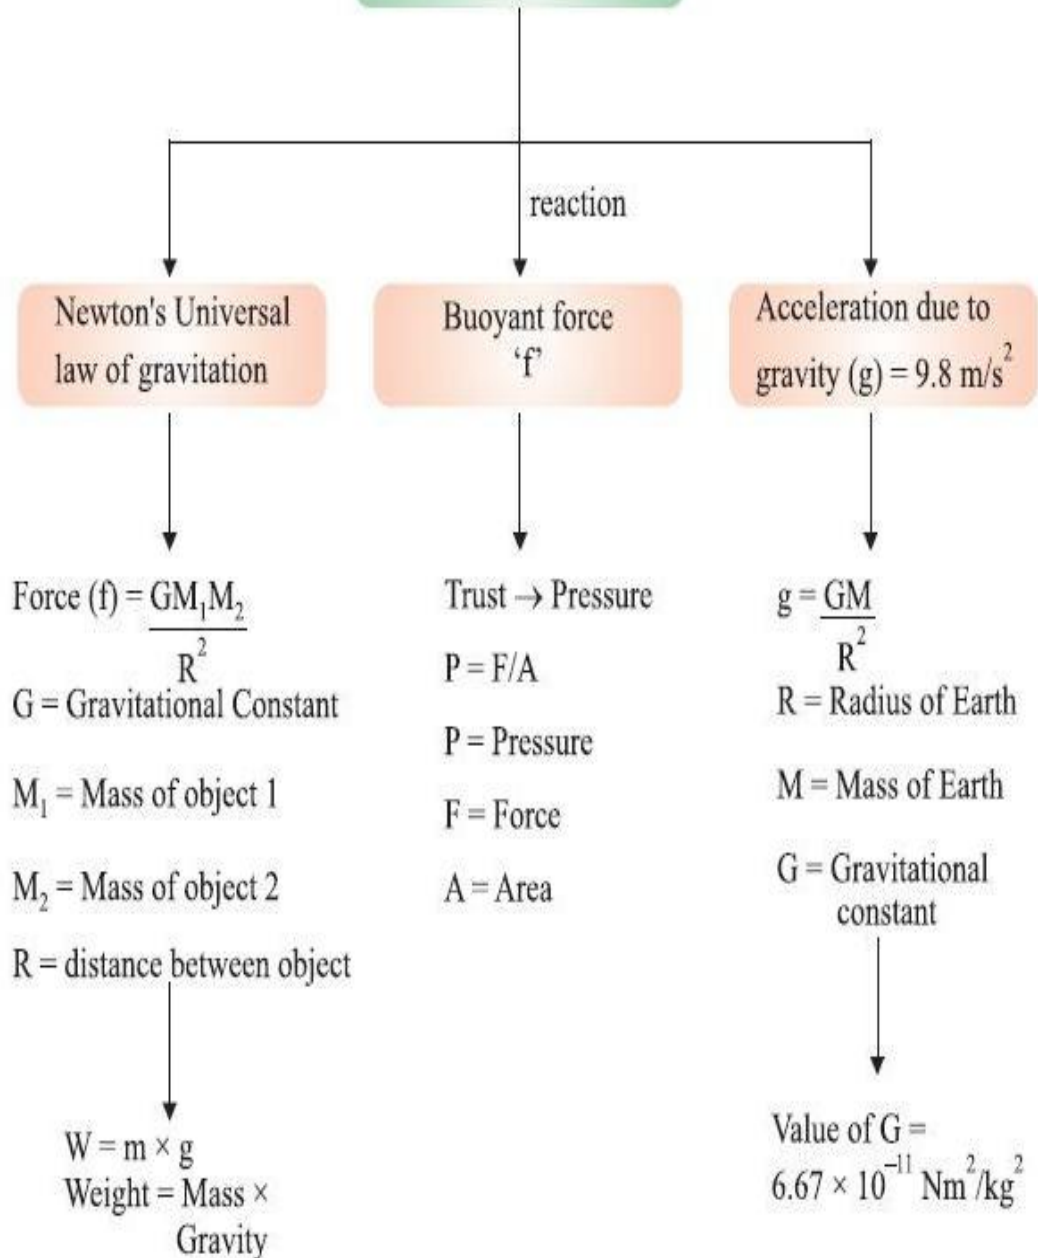 reaction
Newton's Universal
law of gravitation
Force (f) = GM₁M₂
R²
G = Gravitational Constant
M₁ = Mass of object 1
M₂ = Mass of object 2
R = distance between object
W = m × g
Weight = Mass ×
Gravity
Buoyant force
‘f’
Trust → Pressure
P = F/A
P = Pressure
F = Force
A = Area
Acceleration due to
gravity (g) = 9.8 m/s²
g = GM
R²
R = Radius of Earth
M = Mass of Earth
G = Gravitational
constant
Value of G =
6.67 × 10⁻¹¹ Nm²/kg²